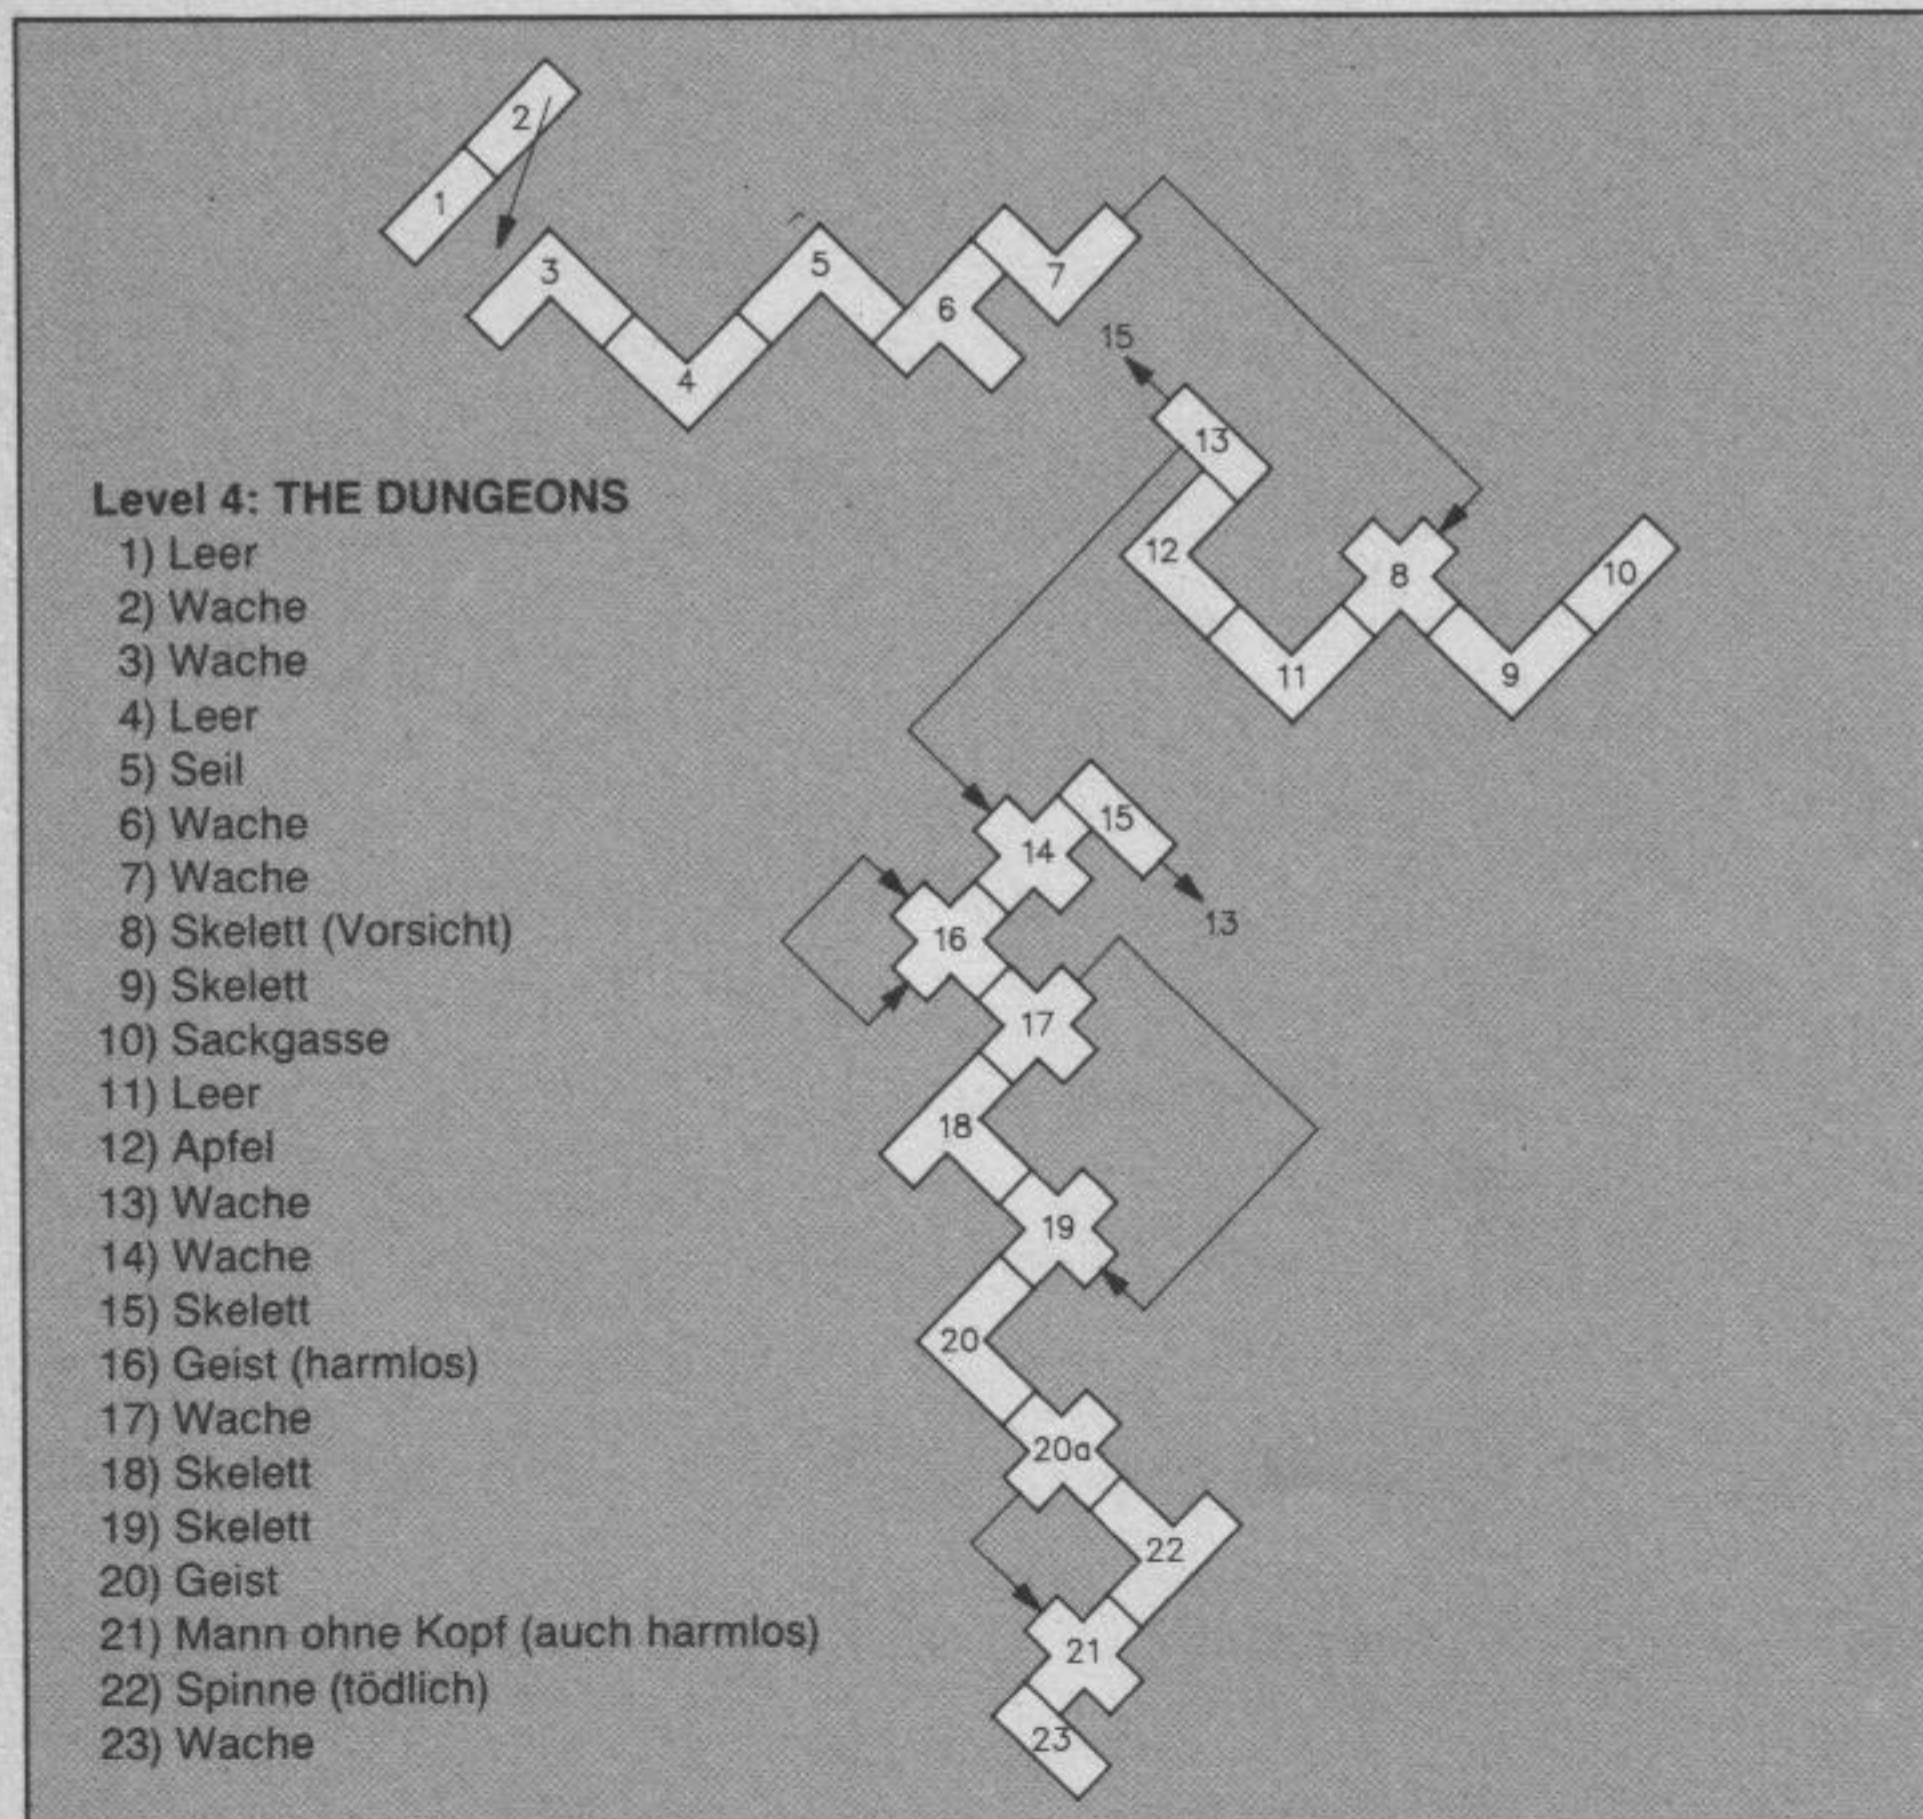 2
1
3
5
7
6
4
15
13
12
8
10
11
9
Level 4: THE DUNGEONS
1) Leer
2) Wache
3) Wache
4) Leer
5) Seil
6) Wache
7) Wache
8) Skelett (Vorsicht)
9) Skelett
10) Sackgasse
11) Leer
12) Apfel
13) Wache
14) Wache
15) Skelett
16) Geist (harmlos)
17) Wache
18) Skelett
19) Skelett
20) Geist
21) Mann ohne Kopf (auch harmlos)
22) Spinne (tödlich)
23) Wache
15
14
13
16
17
18
19
20
20a
22
21
23